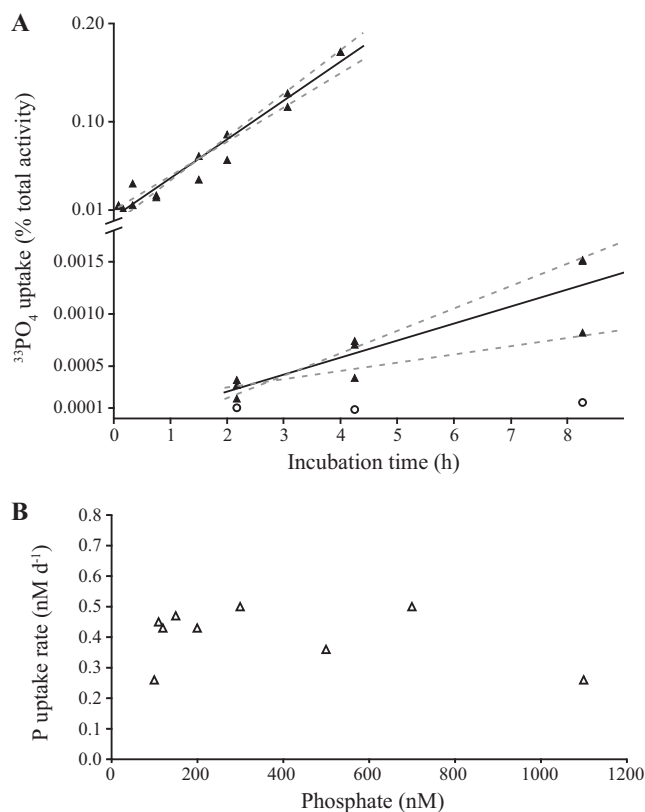 A
³³PO₄ uptake (% total activity)
0.20
0.10
0.01
0.0015
0.0010
0.0005
0.0001
0 1 2 3 4 5 6 7 8
Incubation time (h)
B
P uptake rate (nM d⁻¹)
0.8
0.7
0.6
0.5
0.4
0.3
0.2
0.1
0.0
0 200 400 600 800 1000 1200
Phosphate (nM)